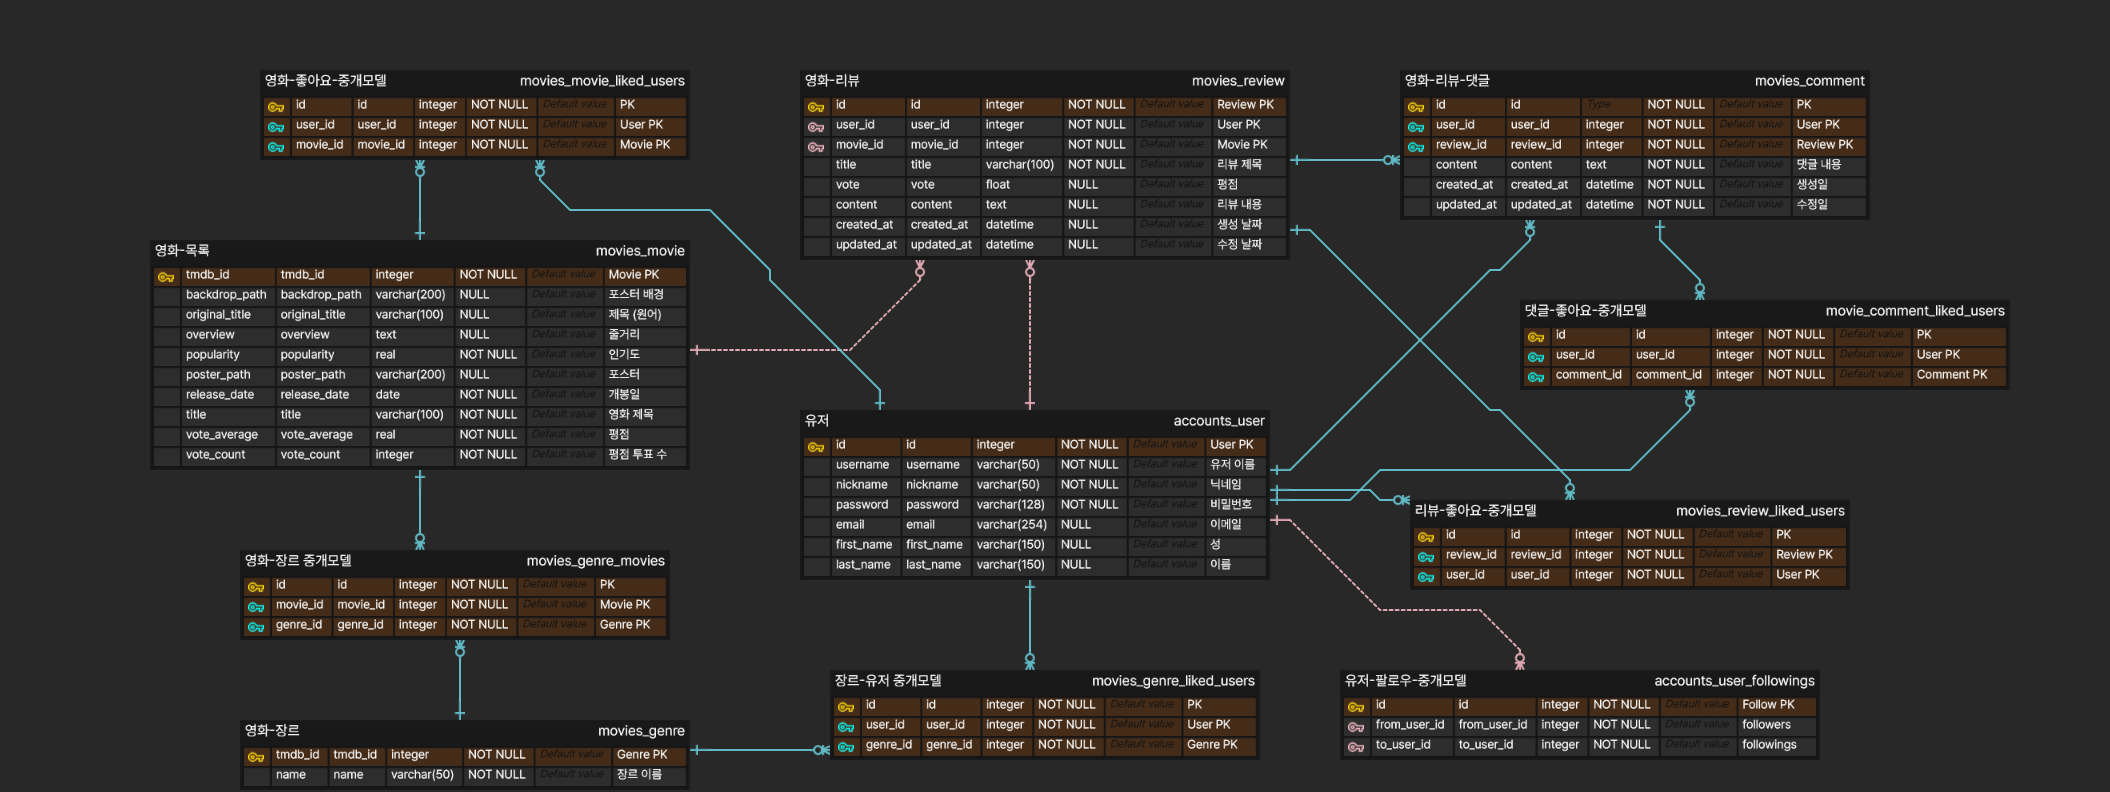 영화-좋아요-중개모델 movies_movie_liked_users
id id integer NOT NULL Default value PK
user_id user_id integer NOT NULL Default value User PK
movie_id movie_id integer NOT NULL Default value Movie PK
영화-리뷰 movies_review
id id integer NOT NULL Default value Review PK
user_id user_id integer NOT NULL Default value User PK
movie_id movie_id integer NOT NULL Default value Movie PK
title title varchar(100) NOT NULL Default value 리뷰 제목
vote vote float NULL Default value 평점
content content text NULL Default value 리뷰 내용
created_at created_at datetime NULL Default value 생성 날짜
updated_at updated_at datetime NULL Default value 수정 날짜
영화-리뷰-댓글 movies_comment
id id Type NOT NULL Default value PK
user_id user_id integer NOT NULL Default value User PK
review_id review_id integer NOT NULL Default value Review PK
content content text NOT NULL Default value 댓글 내용
created_at created_at datetime NOT NULL Default value 생성일
updated_at updated_at datetime NOT NULL Default value 수정일
영화-목록 movies_movie
tmdb_id tmdb_id integer NOT NULL Default value Movie PK
backdrop_path backdrop_path varchar(200) NULL Default value 포스터 배경
original_title original_title varchar(100) NULL Default value 제목 (원어)
overview overview text NULL Default value 줄거리
popularity popularity real NOT NULL Default value 인기도
poster_path poster_path varchar(200) NULL Default value 포스터
release_date release_date date NOT NULL Default value 개봉일
title title varchar(100) NOT NULL Default value 영화 제목
vote_average vote_average real NOT NULL Default value 평점
vote_count vote_count integer NOT NULL Default value 평점 투표 수
댓글-좋아요-중개모델 movie_comment_liked_users
id id integer NOT NULL Default value PK
user_id user_id integer NOT NULL Default value User PK
comment_id comment_id integer NOT NULL Default value Comment PK
유저 accounts_user
id id integer NOT NULL Default value User PK
username username varchar(50) NOT NULL Default value 유저 이름
nickname nickname varchar(50) NOT NULL Default value 닉네임
password password varchar(128) NOT NULL Default value 비밀번호
email email varchar(254) NULL Default value 이메일
first_name first_name varchar(150) NULL Default value 성
last_name last_name varchar(150) NULL Default value 이름
리뷰-좋아요-중개모델 movies_review_liked_users
id id integer NOT NULL Default value PK
review_id review_id integer NOT NULL Default value Review PK
user_id user_id integer NOT NULL Default value User PK
영화-장르 중개모델 movies_genre_movies
id id integer NOT NULL Default value PK
movie_id movie_id integer NOT NULL Default value Movie PK
genre_id genre_id integer NOT NULL Default value Genre PK
장르-유저 중개모델 movies_genre_liked_users
id id integer NOT NULL Default value PK
user_id user_id integer NOT NULL Default value User PK
genre_id genre_id integer NOT NULL Default value Genre PK
유저-팔로우-중개모델 accounts_user_followings
id id integer NOT NULL Default value Follow PK
from_user_id from_user_id integer NOT NULL Default value followers
to_user_id to_user_id integer NOT NULL Default value followings
영화-장르 movies_genre
tmdb_id tmdb_id integer NOT NULL Default value Genre PK
name name varchar(50) NOT NULL Default value 장르 이름